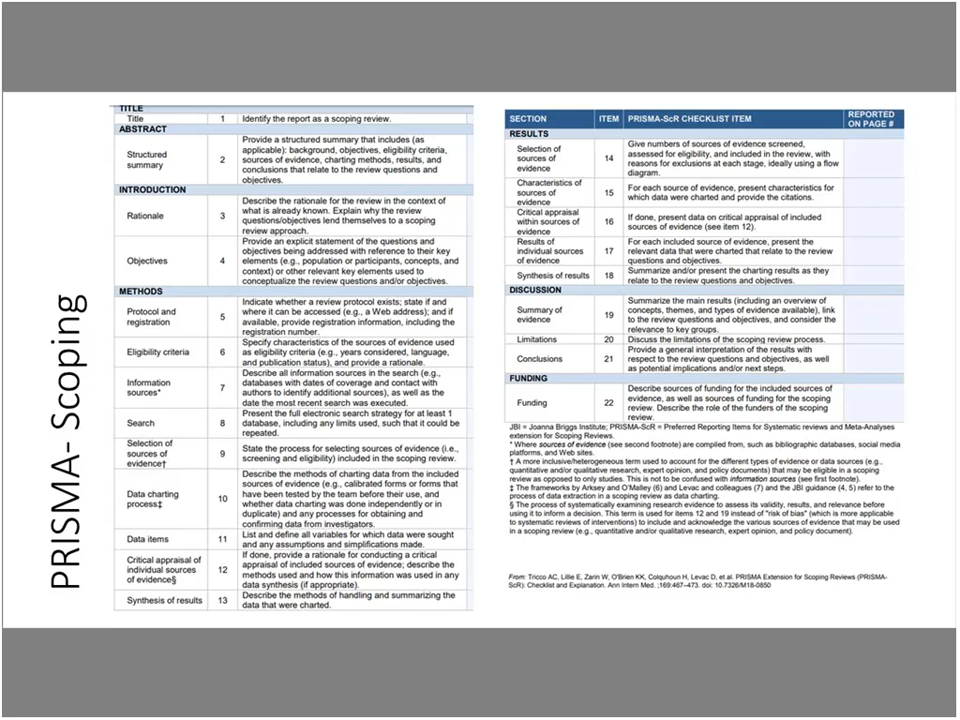 PRISMA- Scoping
TITLE
Title 1 Identify the report as a scoping review.
ABSTRACT
Structured summary 2 Provide a structured summary that includes (as
applicable): background, objectives, eligibility criteria,
sources of evidence, charting methods, results, and
conclusions that relate to the review questions and
objectives.
INTRODUCTION
Rationale 3 Describe the rationale for the review in the context of
what is already known. Explain why the review
questions/objectives lend themselves to a scoping
review approach.
Objectives 4 Provide an explicit statement of the questions and
objectives being addressed with reference to their key
elements (e.g., population or participants, concepts, and
context) or other relevant key elements used to
conceptualize the review questions and/or objectives.
METHODS
Protocol and registration 5 Indicate whether a review protocol exists; state if and
where it can be accessed (e.g., a Web address); and if
available, provide registration information, including the
registration number.
Eligibility criteria 6 Specify characteristics of the sources of evidence used
as eligibility criteria (e.g., years considered, language,
and publication status), and provide a rationale.
Information sources* 7 Describe all information sources in the search (e.g.,
databases with dates of coverage and contact with
authors to identify additional sources), as well as the
date the most recent search was executed.
Search 8 Present the full electronic search strategy for at least 1
database, including any limits used, such that it could be
repeated.
Selection of sources of evidence† 9 State the process for selecting sources of evidence (i.e.,
screening and eligibility) included in the scoping review.
Data charting process‡ 10 Describe the methods of charting data from the included
sources of evidence (e.g., calibrated forms or forms that
have been tested by the team before their use, and
whether data charting was done independently or in
duplicate) and any processes for obtaining and
confirming data from investigators.
Data items 11 List and define all variables for which data were sought
and any assumptions and simplifications made.
Critical appraisal of individual sources of evidence§ 12 If done, provide a rationale for conducting a critical
appraisal of included sources of evidence; describe the
methods used and how this information was used in any
data synthesis (if appropriate).
Synthesis of results 13 Describe the methods of handling and summarizing the
data that were charted.
SECTION ITEM PRISMA-ScR CHECKLIST ITEM REPORTED ON PAGE #
RESULTS
Selection of sources of evidence 14 Give numbers of sources of evidence screened,
assessed for eligibility, and included in the review, with
reasons for exclusions at each stage, ideally using a flow
diagram.
Characteristics of sources of evidence 15 For each source of evidence, present characteristics for
which data were charted and provide the citations.
Critical appraisal within sources of evidence 16 If done, present data on critical appraisal of included
sources of evidence (see item 12).
Results of individual sources of evidence 17 For each included source of evidence, present the
relevant data that were charted that relate to the review
questions and objectives.
Synthesis of results 18 Summarize and/or present the charting results as they
relate to the review questions and objectives.
DISCUSSION
Summary of evidence 19 Summarize the main results (including an overview of
concepts, themes, and types of evidence available), link
to the review questions and objectives, and consider the
relevance to key groups.
Limitations 20 Discuss the limitations of the scoping review process.
Conclusions 21 Provide a general interpretation of the results with
respect to the review questions and objectives, as well
as potential implications and/or next steps.
FUNDING
Funding 22 Describe sources of funding for the included sources of
evidence, as well as sources of funding for the scoping
review. Describe the role of the funders of the scoping
review.
JBI = Joanna Briggs Institute; PRISMA-ScR = Preferred Reporting Items for Systematic reviews and Meta-Analyses
extension for Scoping Reviews.
* Where sources of evidence (see second footnote) are compiled from, such as bibliographic databases, social media
platforms, and Web sites.
† A more inclusive/heterogeneous term used to account for the different types of evidence or data sources (e.g.,
quantitative and/or qualitative research, expert opinion, and policy documents) that may be eligible in a scoping
review as opposed to only studies. This is not to be confused with information sources (see first footnote).
‡ The frameworks by Arksey and O'Malley (6) and Levac and colleagues (7) and the JBI guidance (4, 5) refer to the
process of data extraction in a scoping review as data charting.
§ The process of systematically examining research evidence to assess its validity, results, and relevance before
using it to inform a decision. This term is used for items 12 and 19 instead of "risk of bias" (which is more applicable
to systematic reviews of interventions) to include and acknowledge the various sources of evidence that may be used
in a scoping review (e.g., quantitative and/or qualitative research, expert opinion, and policy document).
From: Tricco AC, Lillie E, Zarin W, O'Brien KK, Colquhoun H, Levac D, et al. PRISMA Extension for Scoping Reviews (PRISMA-
ScR): Checklist and Explanation. Ann Intern Med. ;169:467–473. doi: 10.7326/M18-0850